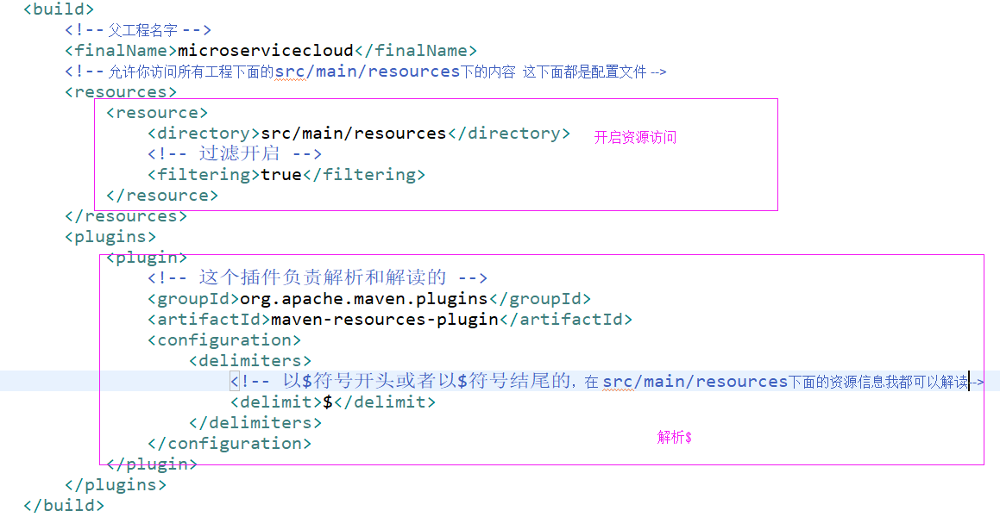 <build>
<!-- 父工程名字 -->
<finalName>microservicecloud</finalName>
<!-- 允许你访问所有工程下面的src/main/resources下的内容 这下面都是配置文件 -->
<resources>
<resource>
<directory>src/main/resources</directory> 开启资源访问
<!-- 过滤开启 -->
<filtering>true</filtering>
</resource>
</resources>
<plugins>
<plugin>
<!-- 这个插件负责解析和解读的 -->
<groupId>org.apache.maven.plugins</groupId>
<artifactId>maven-resources-plugin</artifactId>
<configuration>
<delimiters>
<!-- 以$符号开头或者以$符号结尾的，在 src/main/resources下面的资源信息我都可以解读-->
<delimit>$</delimit>
</delimiters>
</configuration> 解析$
</plugin>
</plugins>
</build>